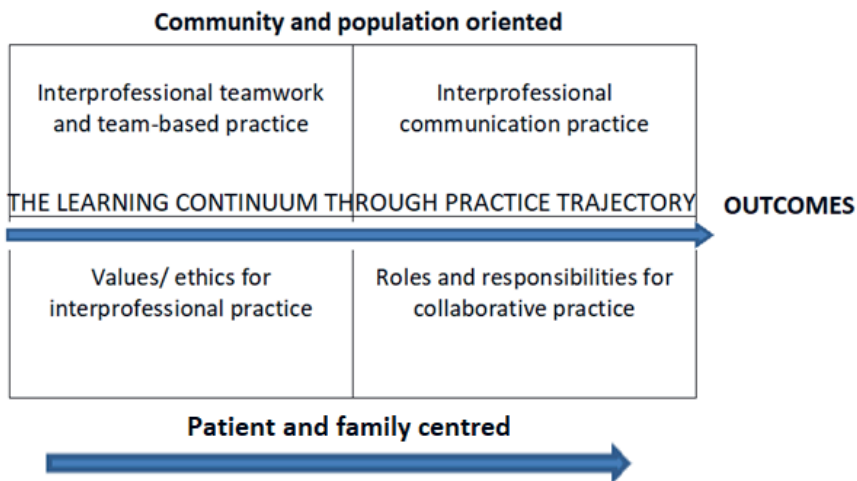 Community and population oriented
Interprofessional teamwork
and team-based practice
Interprofessional
communication practice
THE LEARNING CONTINUUM THROUGH PRACTICE TRAJECTORY
OUTCOMES
Values/ ethics for
interprofessional practice
Roles and responsibilities for
collaborative practice
Patient and family centred